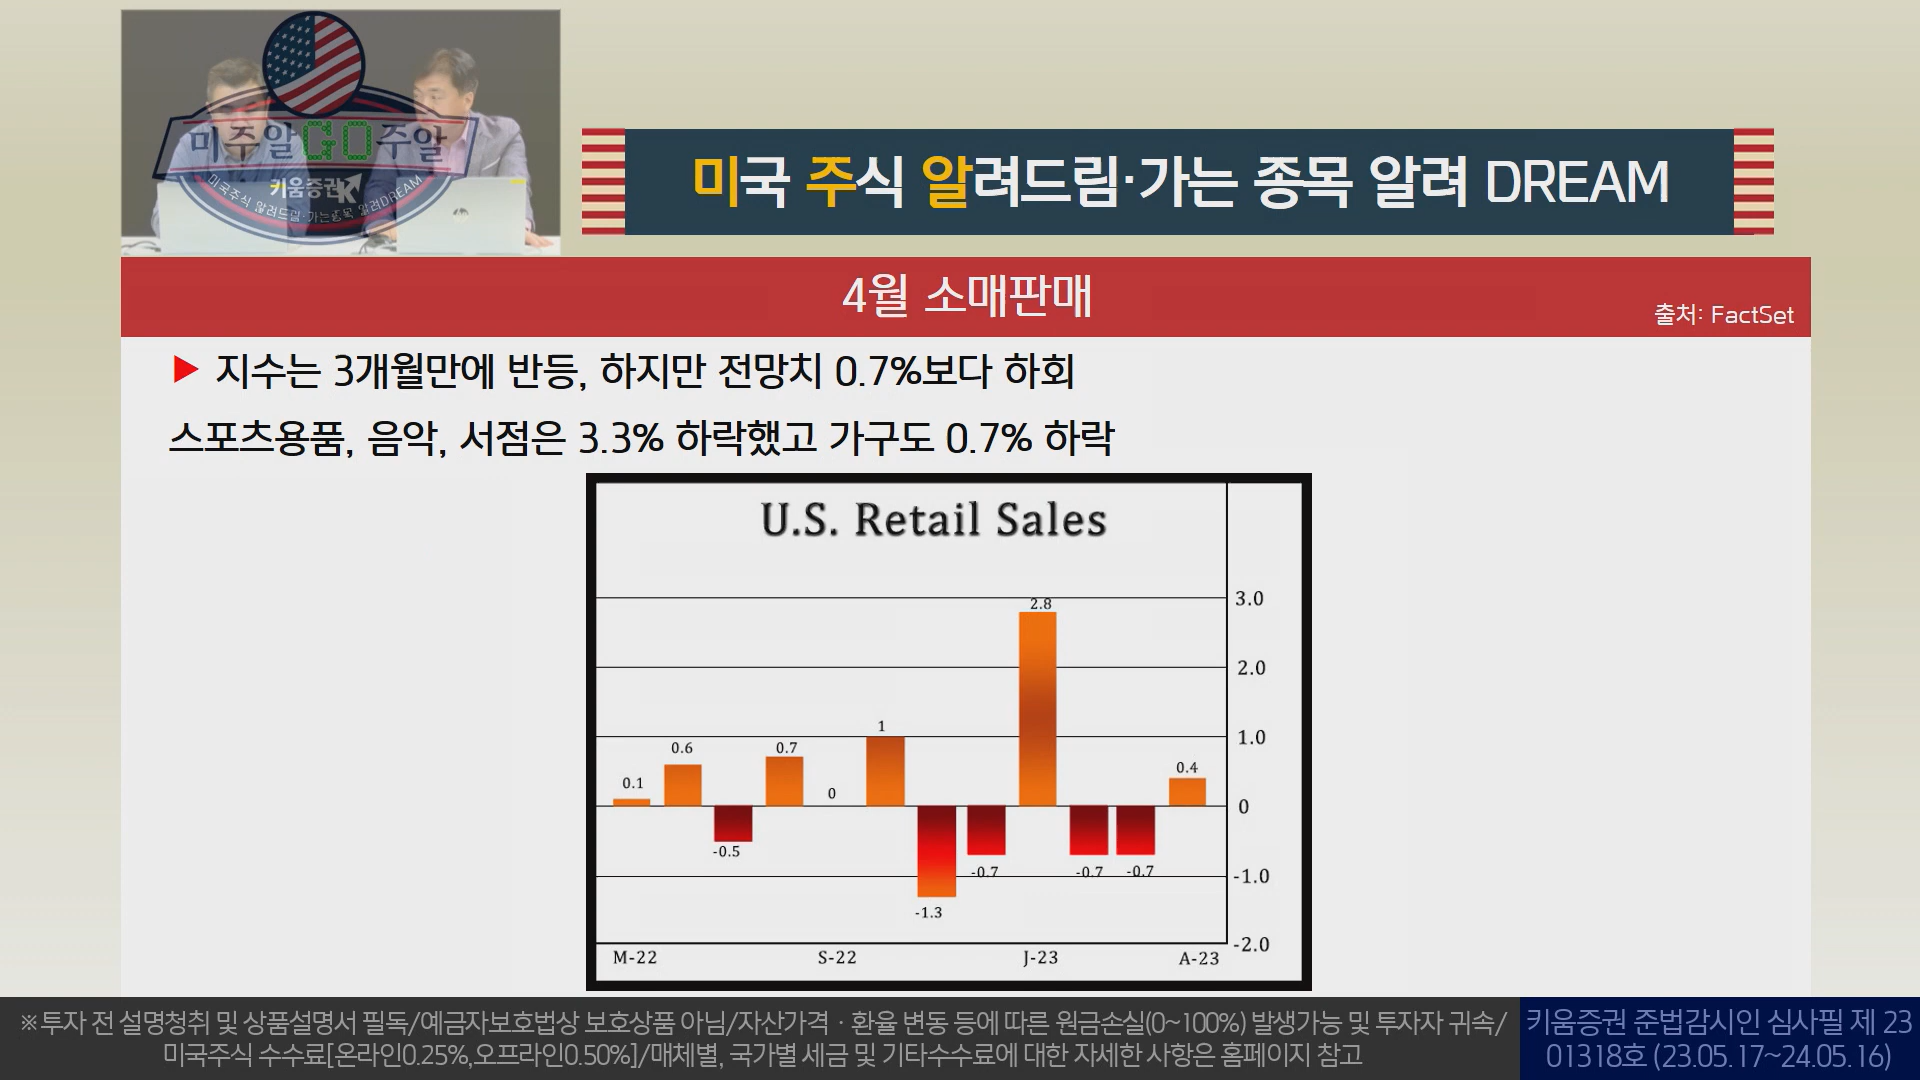 미주알GO주알
키움증권
미국주식 알려드림·가는종목 알려DREAM
미국 주식 알려드림·가는 종목 알려 DREAM
4월 소매판매
출처: FactSet
▶ 지수는 3개월만에 반등, 하지만 전망치 0.7%보다 하회
스포츠용품, 음악, 서점은 3.3% 하락했고 가구도 0.7% 하락
U.S. Retail Sales
3.0
2.8
2.0
1
1.0
0.6
0.7
0.4
0.1
0
0
-0.5
-0.7
-0.7
-0.7
-1.0
-1.3
-2.0
M-22
S-22
J-23
A-23
※투자 전 설명청취 및 상품설명서 필독/예금자보호법상 보호상품 아님/자산가격 · 환율 변동 등에 따른 원금손실(0~100%) 발생가능 및 투자자 귀속/
미국주식 수수료[온라인0.25%,오프라인0.50%]/매체별, 국가별 세금 및 기타수수료에 대한 자세한 사항은 홈페이지 참고
키움증권 준법감시인 심사필 제 23
01318호 (23.05.17~24.05.16)